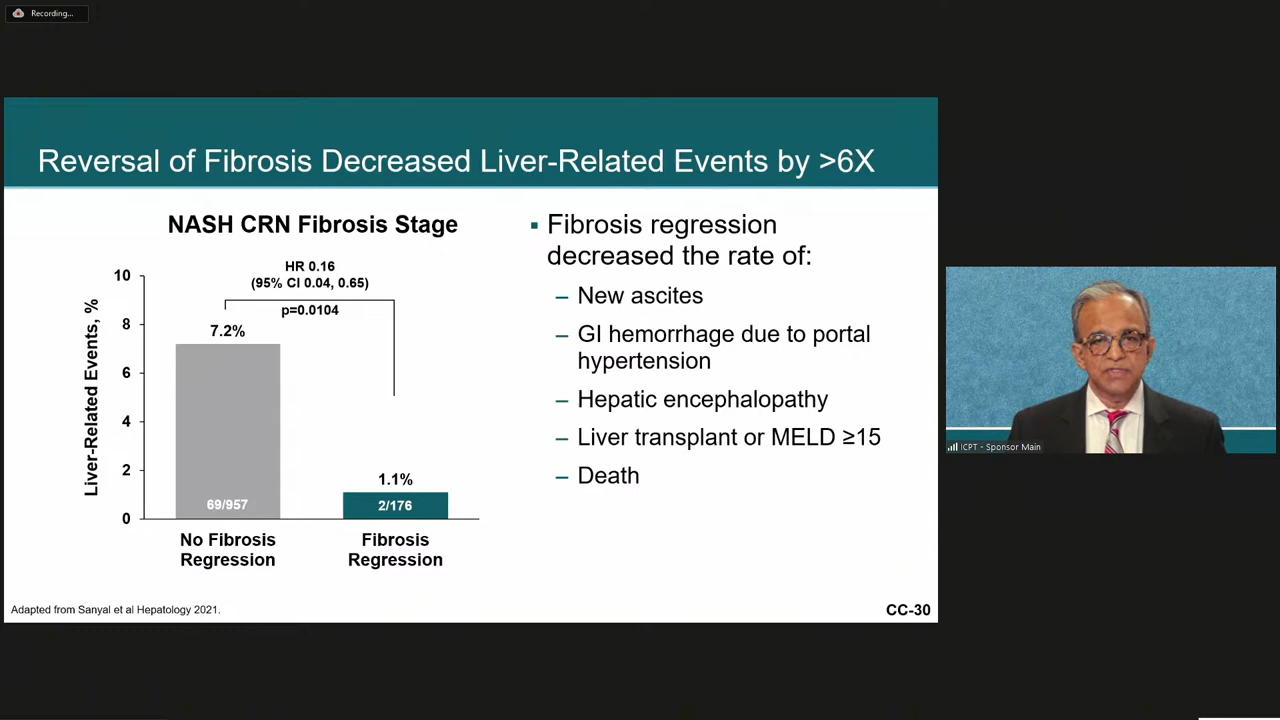 Recording...
Reversal of Fibrosis Decreased Liver-Related Events by >6X
NASH CRN Fibrosis Stage
HR 0.16
(95% CI 0.04, 0.65)
p=0.0104
Liver-Related Events, %
10
8
6
4
2
0
7.2%
69/957
1.1%
2/176
No Fibrosis
Regression
Fibrosis
Regression
▪ Fibrosis regression
decreased the rate of:
– New ascites
– GI hemorrhage due to portal
hypertension
– Hepatic encephalopathy
– Liver transplant or MELD ≥15
– Death
Adapted from Sanyal et al Hepatology 2021.
CC-30
ICPT - Sponsor Main